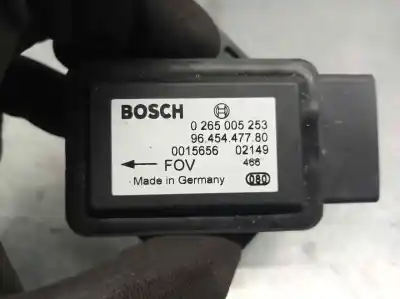 BOSCH
0 265 005 253
96.454.477.80
0015656 02149
FOV 466
Made in Germany 080